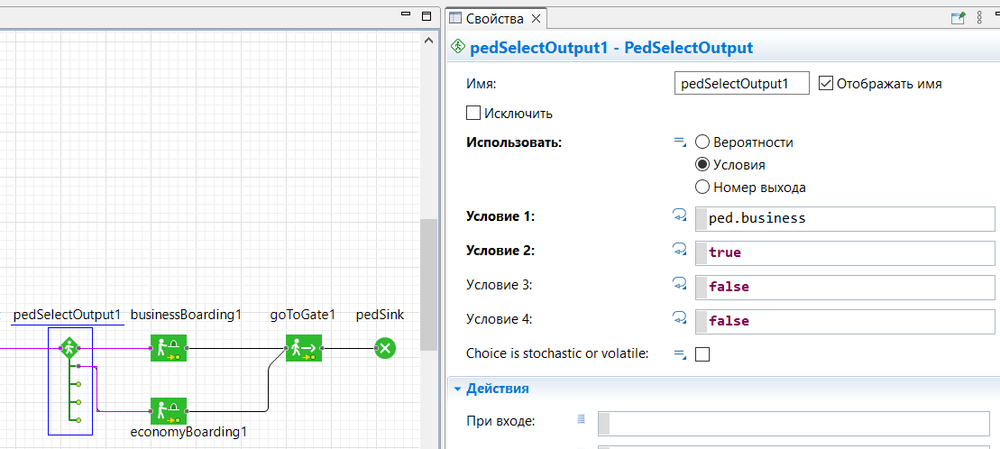 Свойства
pedSelectOutput1 - PedSelectOutput
Имя: pedSelectOutput1 Отображать имя
Исключить
Использовать: Вероятности
Условия
Номер выхода
Условие 1: ped.business
Условие 2: true
Условие 3: false
Условие 4: false
Choice is stochastic or volatile:
Действия
При входе:
pedSelectOutput1 businessBoarding1 goToGate1 pedSink
economyBoarding1